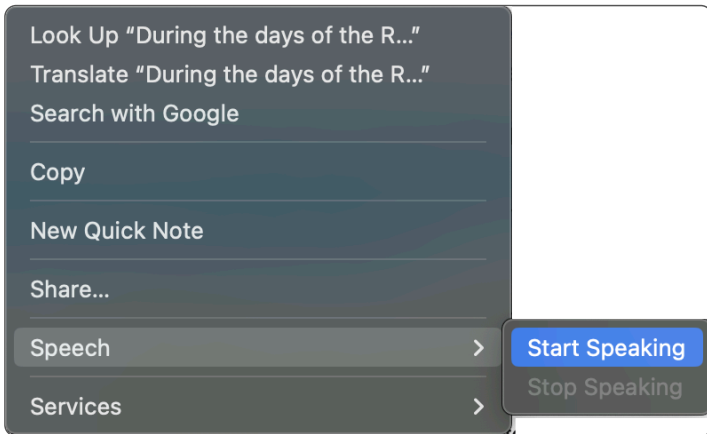 Look Up “During the days of the R...”
Translate “During the days of the R...”
Search with Google
Copy
New Quick Note
Share...
Speech
Start Speaking
Stop Speaking
Services